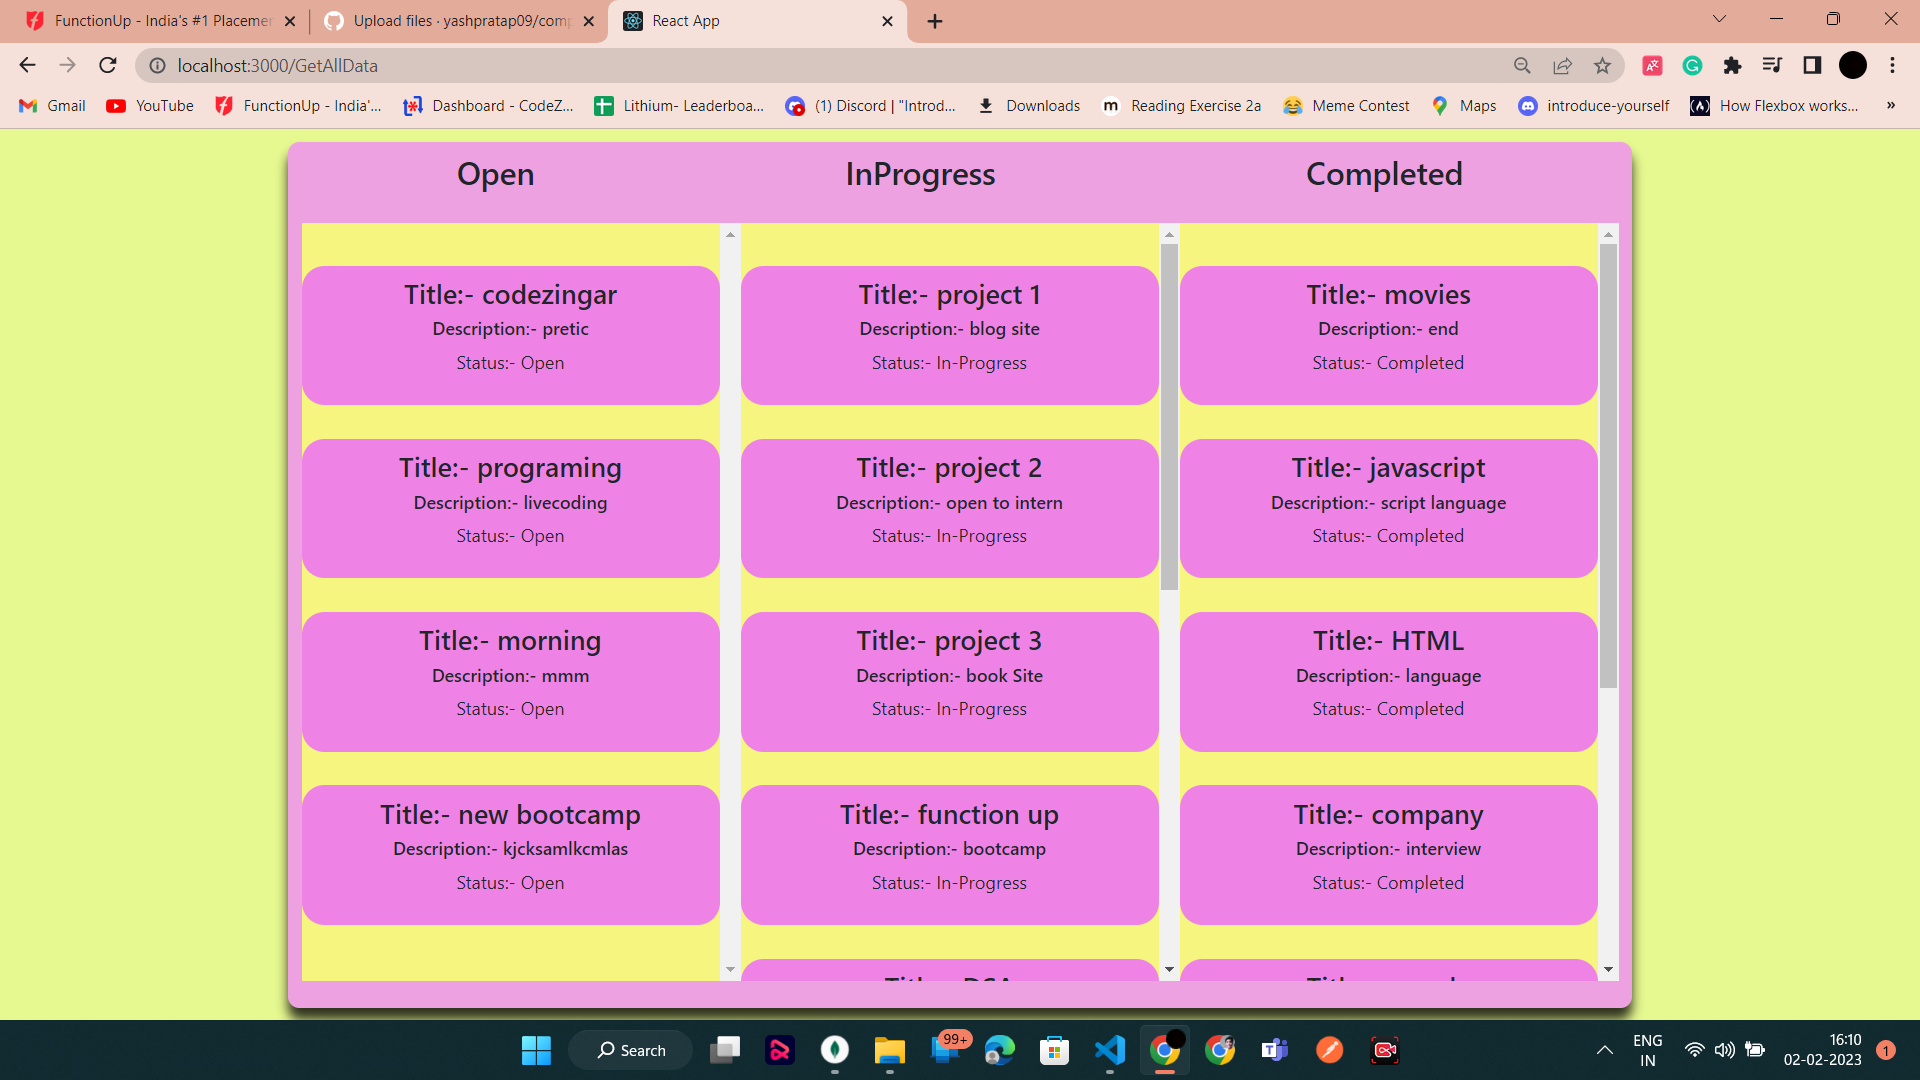 FunctionUp - India's #1 Placemen
Upload files · yashpratap09/comp
React App
localhost:3000/GetAllData
Gmail
YouTube
FunctionUp - India'...
Dashboard - CodeZ...
Lithium- Leaderboa...
(1) Discord | "Introd...
Downloads
Reading Exercise 2a
Meme Contest
Maps
introduce-yourself
How Flexbox works...
»
Open
InProgress
Completed
Title:- codezingar
Description:- pretic
Status:- Open
Title:- programing
Description:- livecoding
Status:- Open
Title:- morning
Description:- mmm
Status:- Open
Title:- new bootcamp
Description:- kjcksamlkcmlas
Status:- Open
Title:- project 1
Description:- blog site
Status:- In-Progress
Title:- project 2
Description:- open to intern
Status:- In-Progress
Title:- project 3
Description:- book Site
Status:- In-Progress
Title:- function up
Description:- bootcamp
Status:- In-Progress
Title:- DSA
Title:- movies
Description:- end
Status:- Completed
Title:- javascript
Description:- script language
Status:- Completed
Title:- HTML
Description:- language
Status:- Completed
Title:- company
Description:- interview
Status:- Completed
Search
99+
ENG
IN
16:10
02-02-2023
1